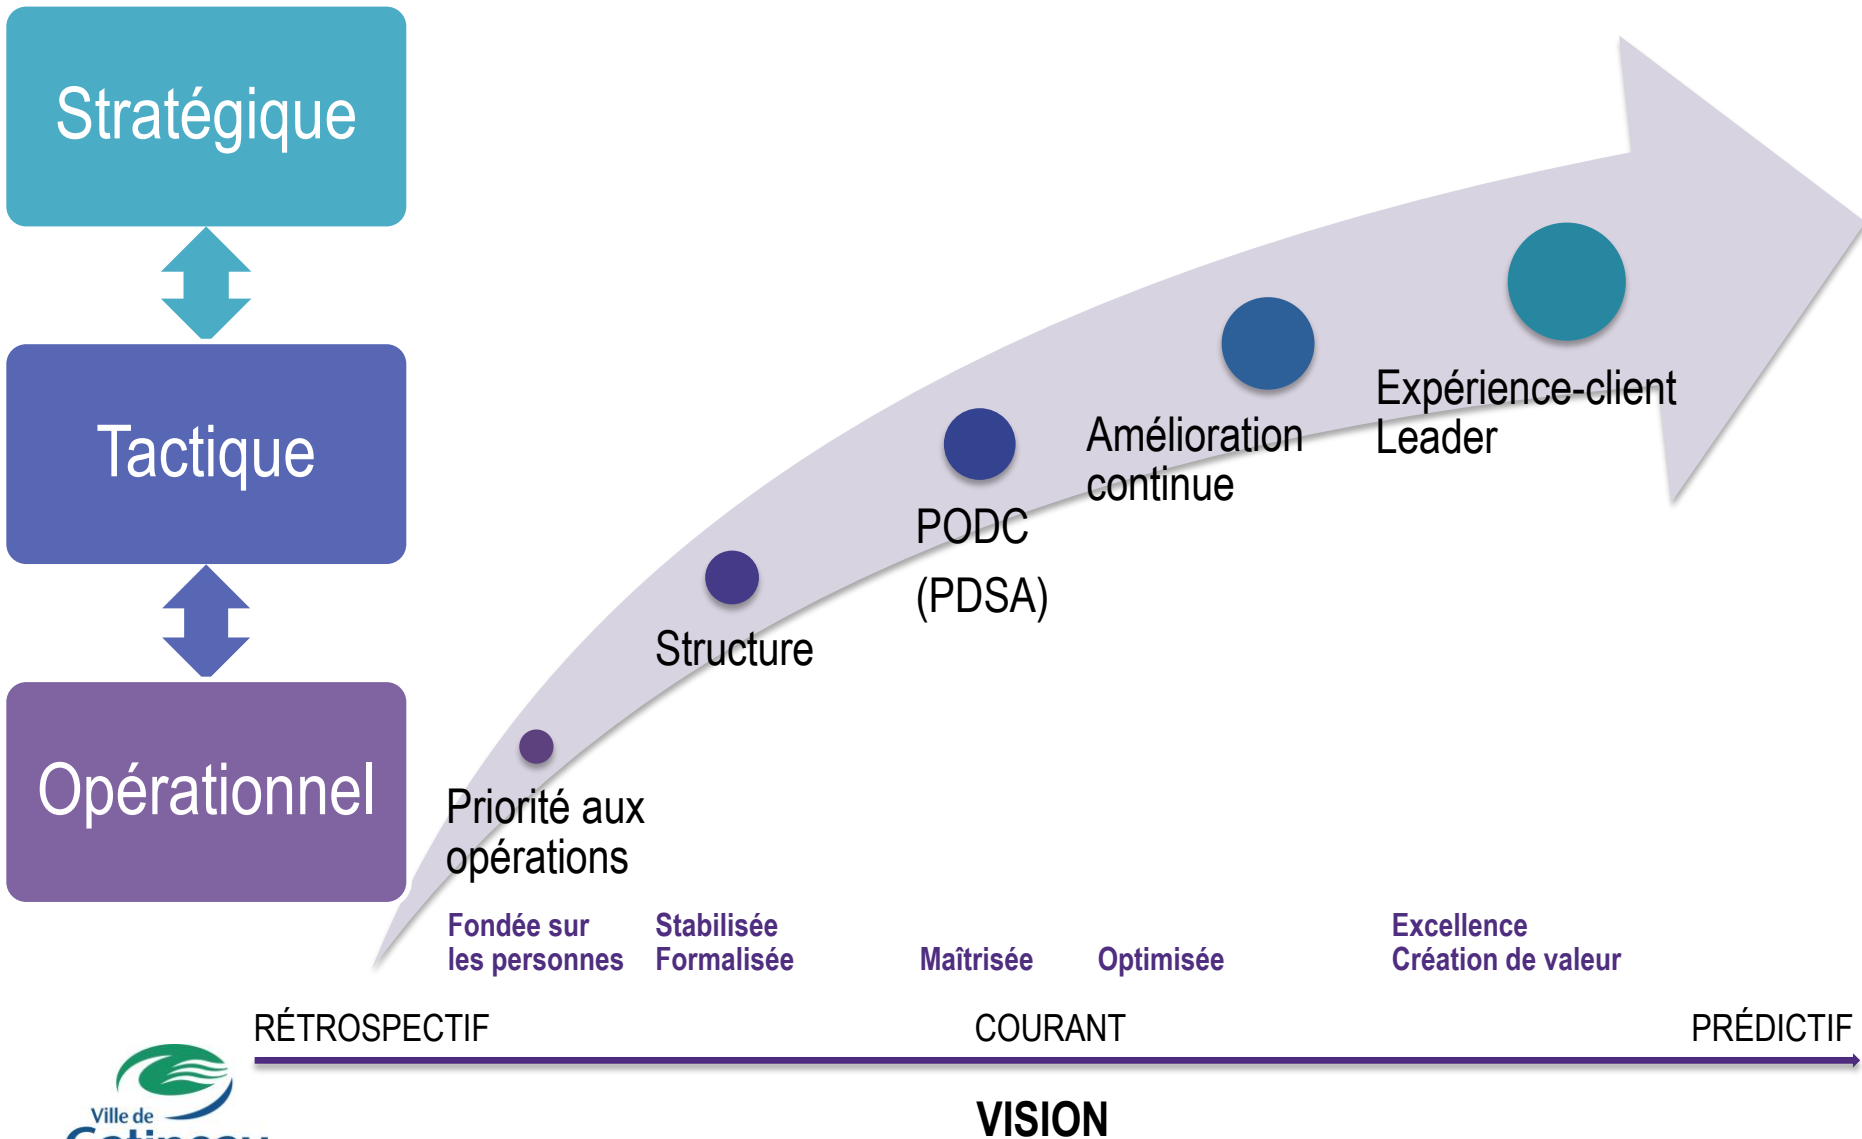 Stratégique
Tactique
Opérationnel
Expérience-client
Leader
Amélioration
continue
PODC
(PDSA)
Structure
Priorité aux
opérations
Fondée sur
les personnes
Stabilisée
Formalisée
Maîtrisée
Optimisée
Excellence
Création de valeur
RÉTROSPECTIF
COURANT
PRÉDICTIF
VISION
Ville de
Gatineau